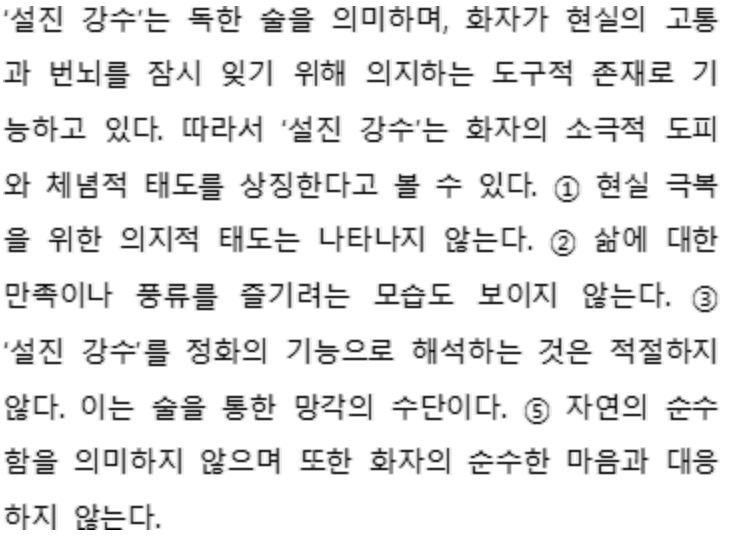 ‘설진 강수’는 독한 술을 의미하며, 화자가 현실의 고통
과 번뇌를 잠시 잊기 위해 의지하는 도구적 존재로 기
능하고 있다. 따라서 ‘설진 강수’는 화자의 소극적 도피
와 체념적 태도를 상징한다고 볼 수 있다. ① 현실 극복
을 위한 의지적 태도는 나타나지 않는다. ② 삶에 대한
만족이나 풍류를 즐기려는 모습도 보이지 않는다. ③
‘설진 강수’를 정화의 기능으로 해석하는 것은 적절하지
않다. 이는 술을 통한 망각의 수단이다. ⑤ 자연의 순수
함을 의미하지 않으며 또한 화자의 순수한 마음과 대응
하지 않는다.